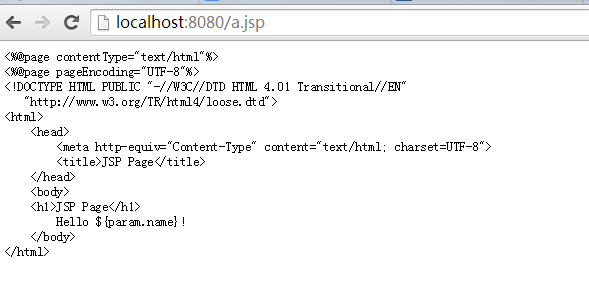 localhost:8080/a.jsp
<%@page contentType="text/html"%>
<%@page pageEncoding="UTF-8"%>
<!DOCTYPE HTML PUBLIC "-//W3C//DTD HTML 4.01 Transitional//EN"
   "http://www.w3.org/TR/html4/loose.dtd">
<html>
    <head>
        <meta http-equiv="Content-Type" content="text/html; charset=UTF-8">
        <title>JSP Page</title>
    </head>
    <body>
    <h1>JSP Page</h1>
        Hello ${param.name}!
    </body>
</html>